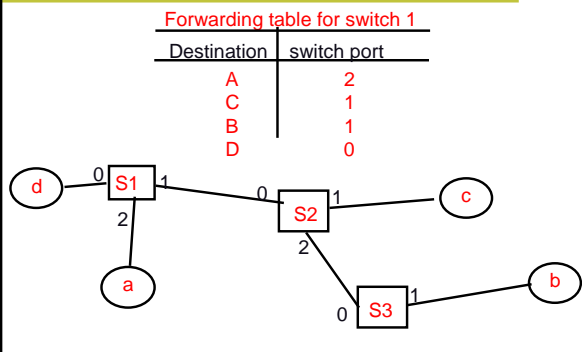 Forwarding table for switch 1
Destination switch port
A 2
C 1
B 1
D 0
d 0 S1 1
0 S2 1 c
2
2
a
b
0 S3 1